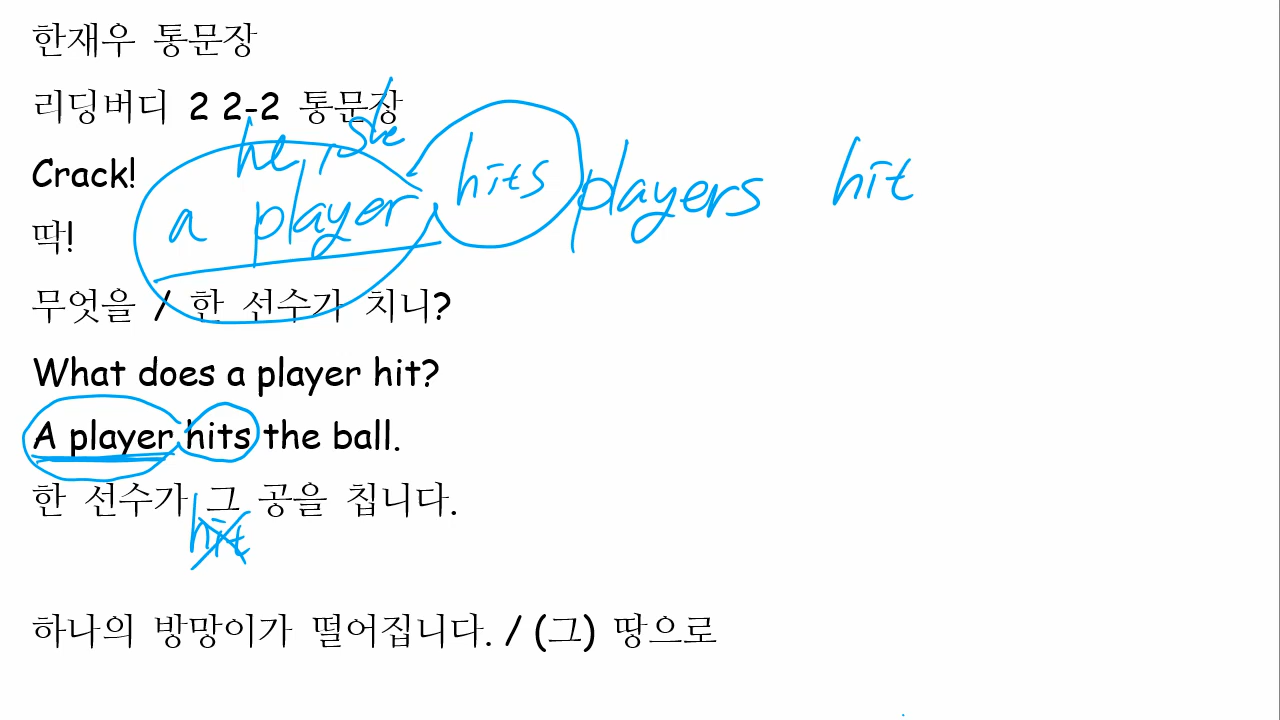 한재우 통문장
리딩버디 2 2-2 통문장
he, she
Crack!
a player hits players hit
딱!
무엇을 / 한 선수가 치니?
What does a player hit?
A player hits the ball.
한 선수가 그 공을 칩니다.
hit
하나의 방망이가 떨어집니다. / (그) 땅으로